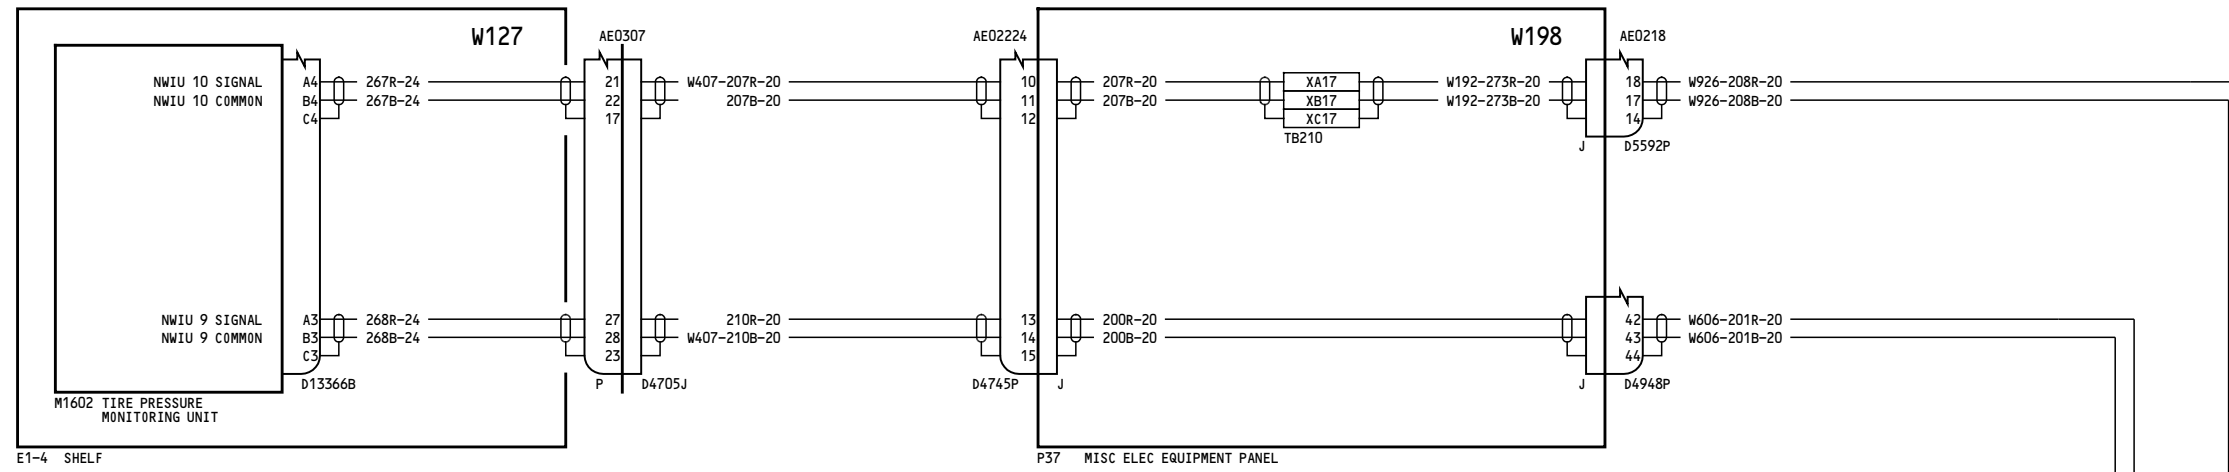 W127
AE0307
AE02224
W198
AE0218
NWIU 10 SIGNAL A4 267R-24 21 W407-207R-20 10 207R-20 XA17 W192-273R-20 18 W926-208R-20
NWIU 10 COMMON B4 267B-24 22 207B-20 11 207B-20 XB17 W192-273B-20 17 W926-208B-20
C4 17 12 XC17 14
TB210
J D5592P
NWIU 9 SIGNAL A3 268R-24 27 210R-20 13 200R-20 42 W606-201R-20
NWIU 9 COMMON B3 268B-24 28 W407-210B-20 14 200B-20 43 W606-201B-20
C3 23 15 44
D13366B P D4705J D4745P J J D4948P
M1602 TIRE PRESSURE
MONITORING UNIT
E1-4 SHELF
P37 MISC ELEC EQUIPMENT PANEL